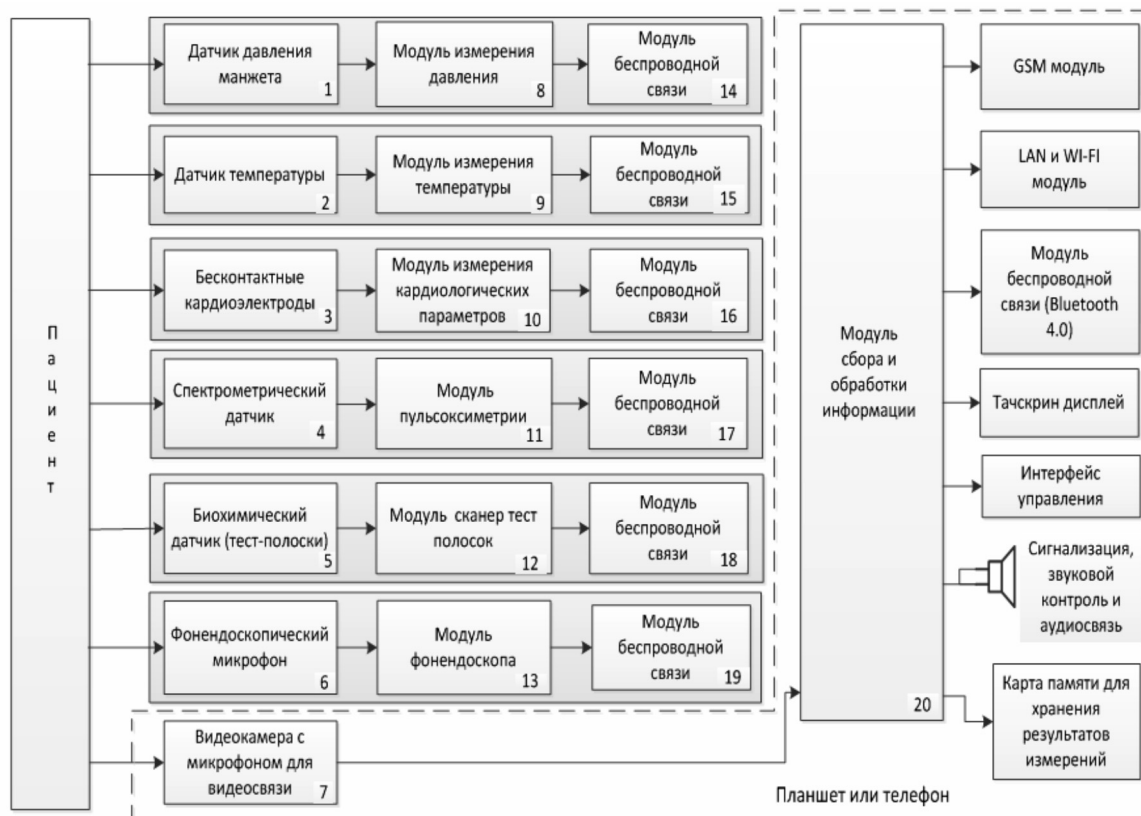 Пациент
Датчик давления
манжета
1
Модуль измерения
давления
8
Модуль
беспроводной
связи
14
Датчик температуры
2
Модуль измерения
температуры
9
Модуль
беспроводной
связи
15
Бесконтактные
кардиоэлектроды
3
Модуль измерения
кардиологических
параметров
10
Модуль
беспроводной
связи
16
Спектрометрический
датчик
4
Модуль
пульсоксиметрии
11
Модуль
беспроводной
связи
17
Биохимический
датчик (тест-полоски)
5
Модуль сканер тест
полосок
12
Модуль
беспроводной
связи
18
Фонендоскопический
микрофон
6
Модуль
фонендоскопа
13
Модуль
беспроводной
связи
19
Видеокамера с
микрофоном для
видеосвязи
7
Модуль
сбора и
обработки
информации
20
GSM модуль
LAN и WI-FI
модуль
Модуль
беспроводной
связи (Bluetooth
4.0)
Тачскрин дисплей
Интерфейс
управления
Сигнализация,
звуковой
контроль и
аудиосвязь
Карта памяти для
хранения
результатов
измерений
Планшет или телефон